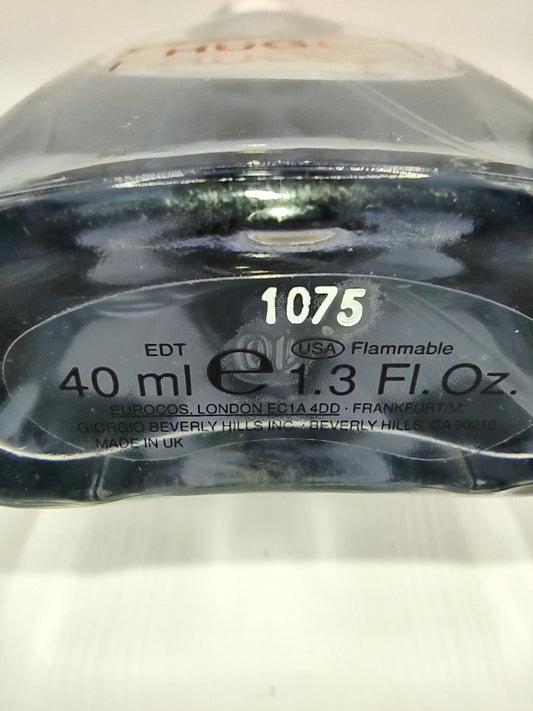 HUGO
1075
EDT e USA Flammable
40 ml 1.3 Fl. Oz.
EUROCOS, LONDON EC1A 4DD · FRANKFURT/M.
GIORGIO BEVERLY HILLS INC · BEVERLY HILLS, CA 90210
MADE IN UK